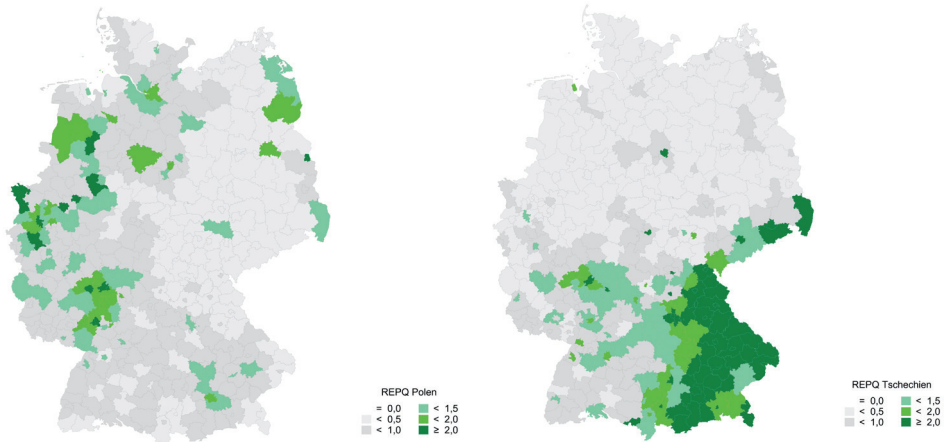 REPQ Polen
= 0,0 < 1,5
< 0,5 < 2,0
< 1,0 ≥ 2,0
REPQ Tschechien
= 0,0 < 1,5
< 0,5 < 2,0
< 1,0 ≥ 2,0